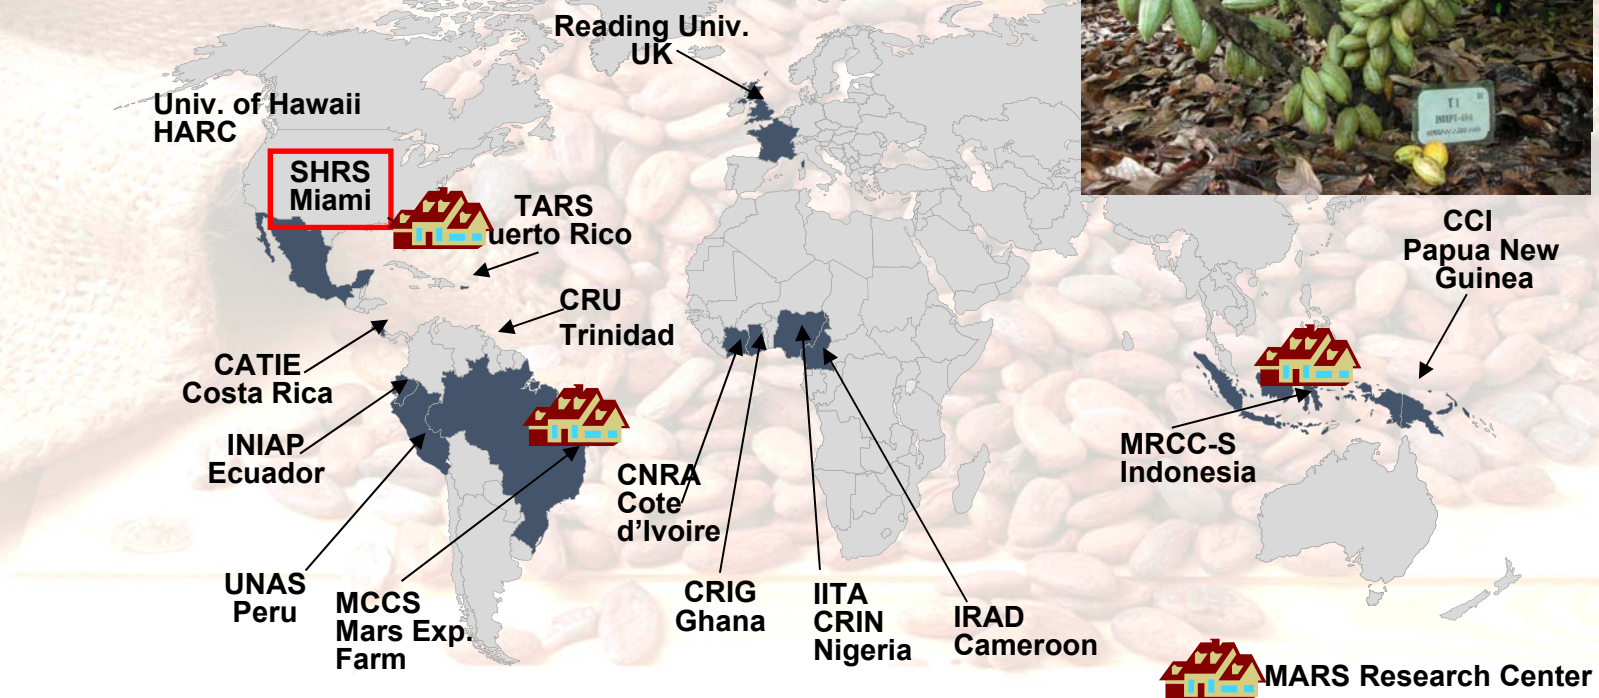 Reading Univ.
UK
Univ. of Hawaii
HARC
SHRS
Miami
TARS
uerto Rico
CRU
Trinidad
CATIE
Costa Rica
INIAP
Ecuador
UNAS
Peru
MCCS
Mars Exp.
Farm
CNRA
Cote
d’Ivoire
CRIG
Ghana
IITA
CRIN
Nigeria
IRAD
Cameroon
T1
CCI
Papua New
Guinea
MRCC-S
Indonesia
MARS Research Center